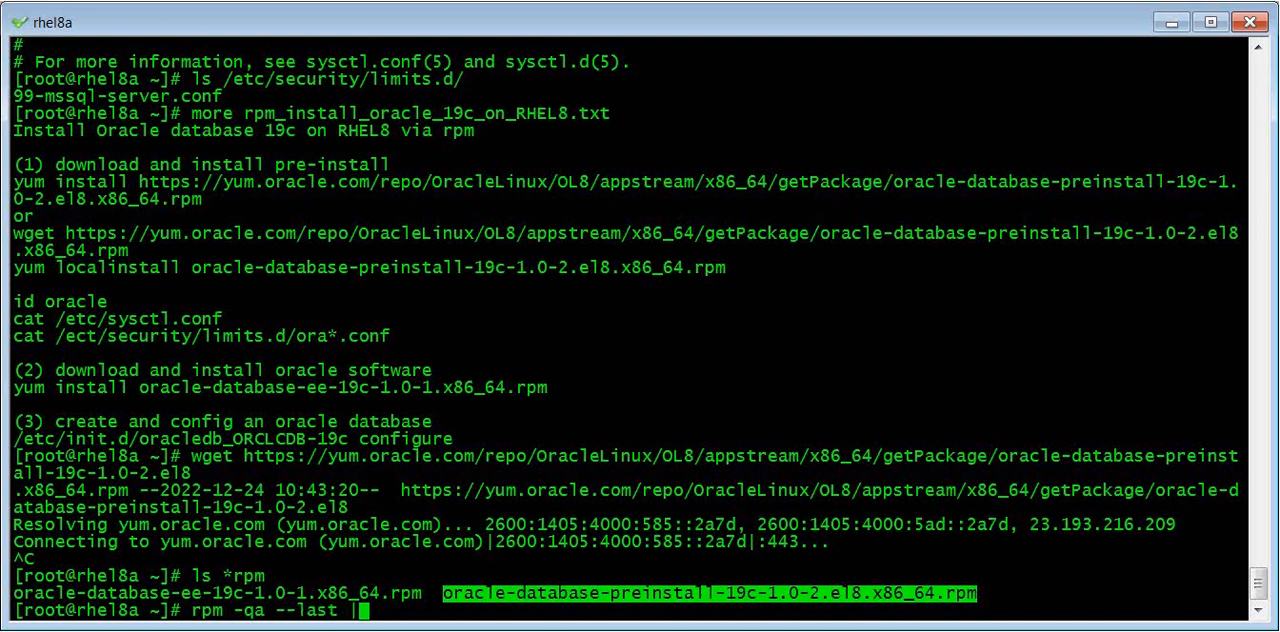 rhel8a
#
# For more information, see sysctl.conf(5) and sysctl.d(5).
[root@rhel8a ~]# ls /etc/security/limits.d/
99-mssql-server.conf
[root@rhel8a ~]# more rpm_install_oracle_19c_on_RHEL8.txt
Install Oracle database 19c on RHEL8 via rpm
(1) download and install pre-install
yum install https://yum.oracle.com/repo/OracleLinux/OL8/appstream/x86_64/getPackage/oracle-database-preinstall-19c-1.
0-2.el8.x86_64.rpm
or
wget https://yum.oracle.com/repo/OracleLinux/OL8/appstream/x86_64/getPackage/oracle-database-preinstall-19c-1.0-2.el8
.x86_64.rpm
yum localinstall oracle-database-preinstall-19c-1.0-2.el8.x86_64.rpm
id oracle
cat /etc/sysctl.conf
cat /ect/security/limits.d/ora*.conf
(2) download and install oracle software
yum install oracle-database-ee-19c-1.0-1.x86_64.rpm
(3) create and config an oracle database
/etc/init.d/oracledb_ORCLCDB-19c configure
[root@rhel8a ~]# wget https://yum.oracle.com/repo/OracleLinux/OL8/appstream/x86_64/getPackage/oracle-database-preinst
all-19c-1.0-2.el8
.x86_64.rpm --2022-12-24 10:43:20--  https://yum.oracle.com/repo/OracleLinux/OL8/appstream/x86_64/getPackage/oracle-d
atabase-preinstall-19c-1.0-2.el8
Resolving yum.oracle.com (yum.oracle.com)... 2600:1405:4000:585::2a7d, 2600:1405:4000:5ad::2a7d, 23.193.216.209
Connecting to yum.oracle.com (yum.oracle.com)|2600:1405:4000:585::2a7d|:443...
^C
[root@rhel8a ~]# ls *rpm
oracle-database-ee-19c-1.0-1.x86_64.rpm  oracle-database-preinstall-19c-1.0-2.el8.x86_64.rpm
[root@rhel8a ~]# rpm -qa --last |